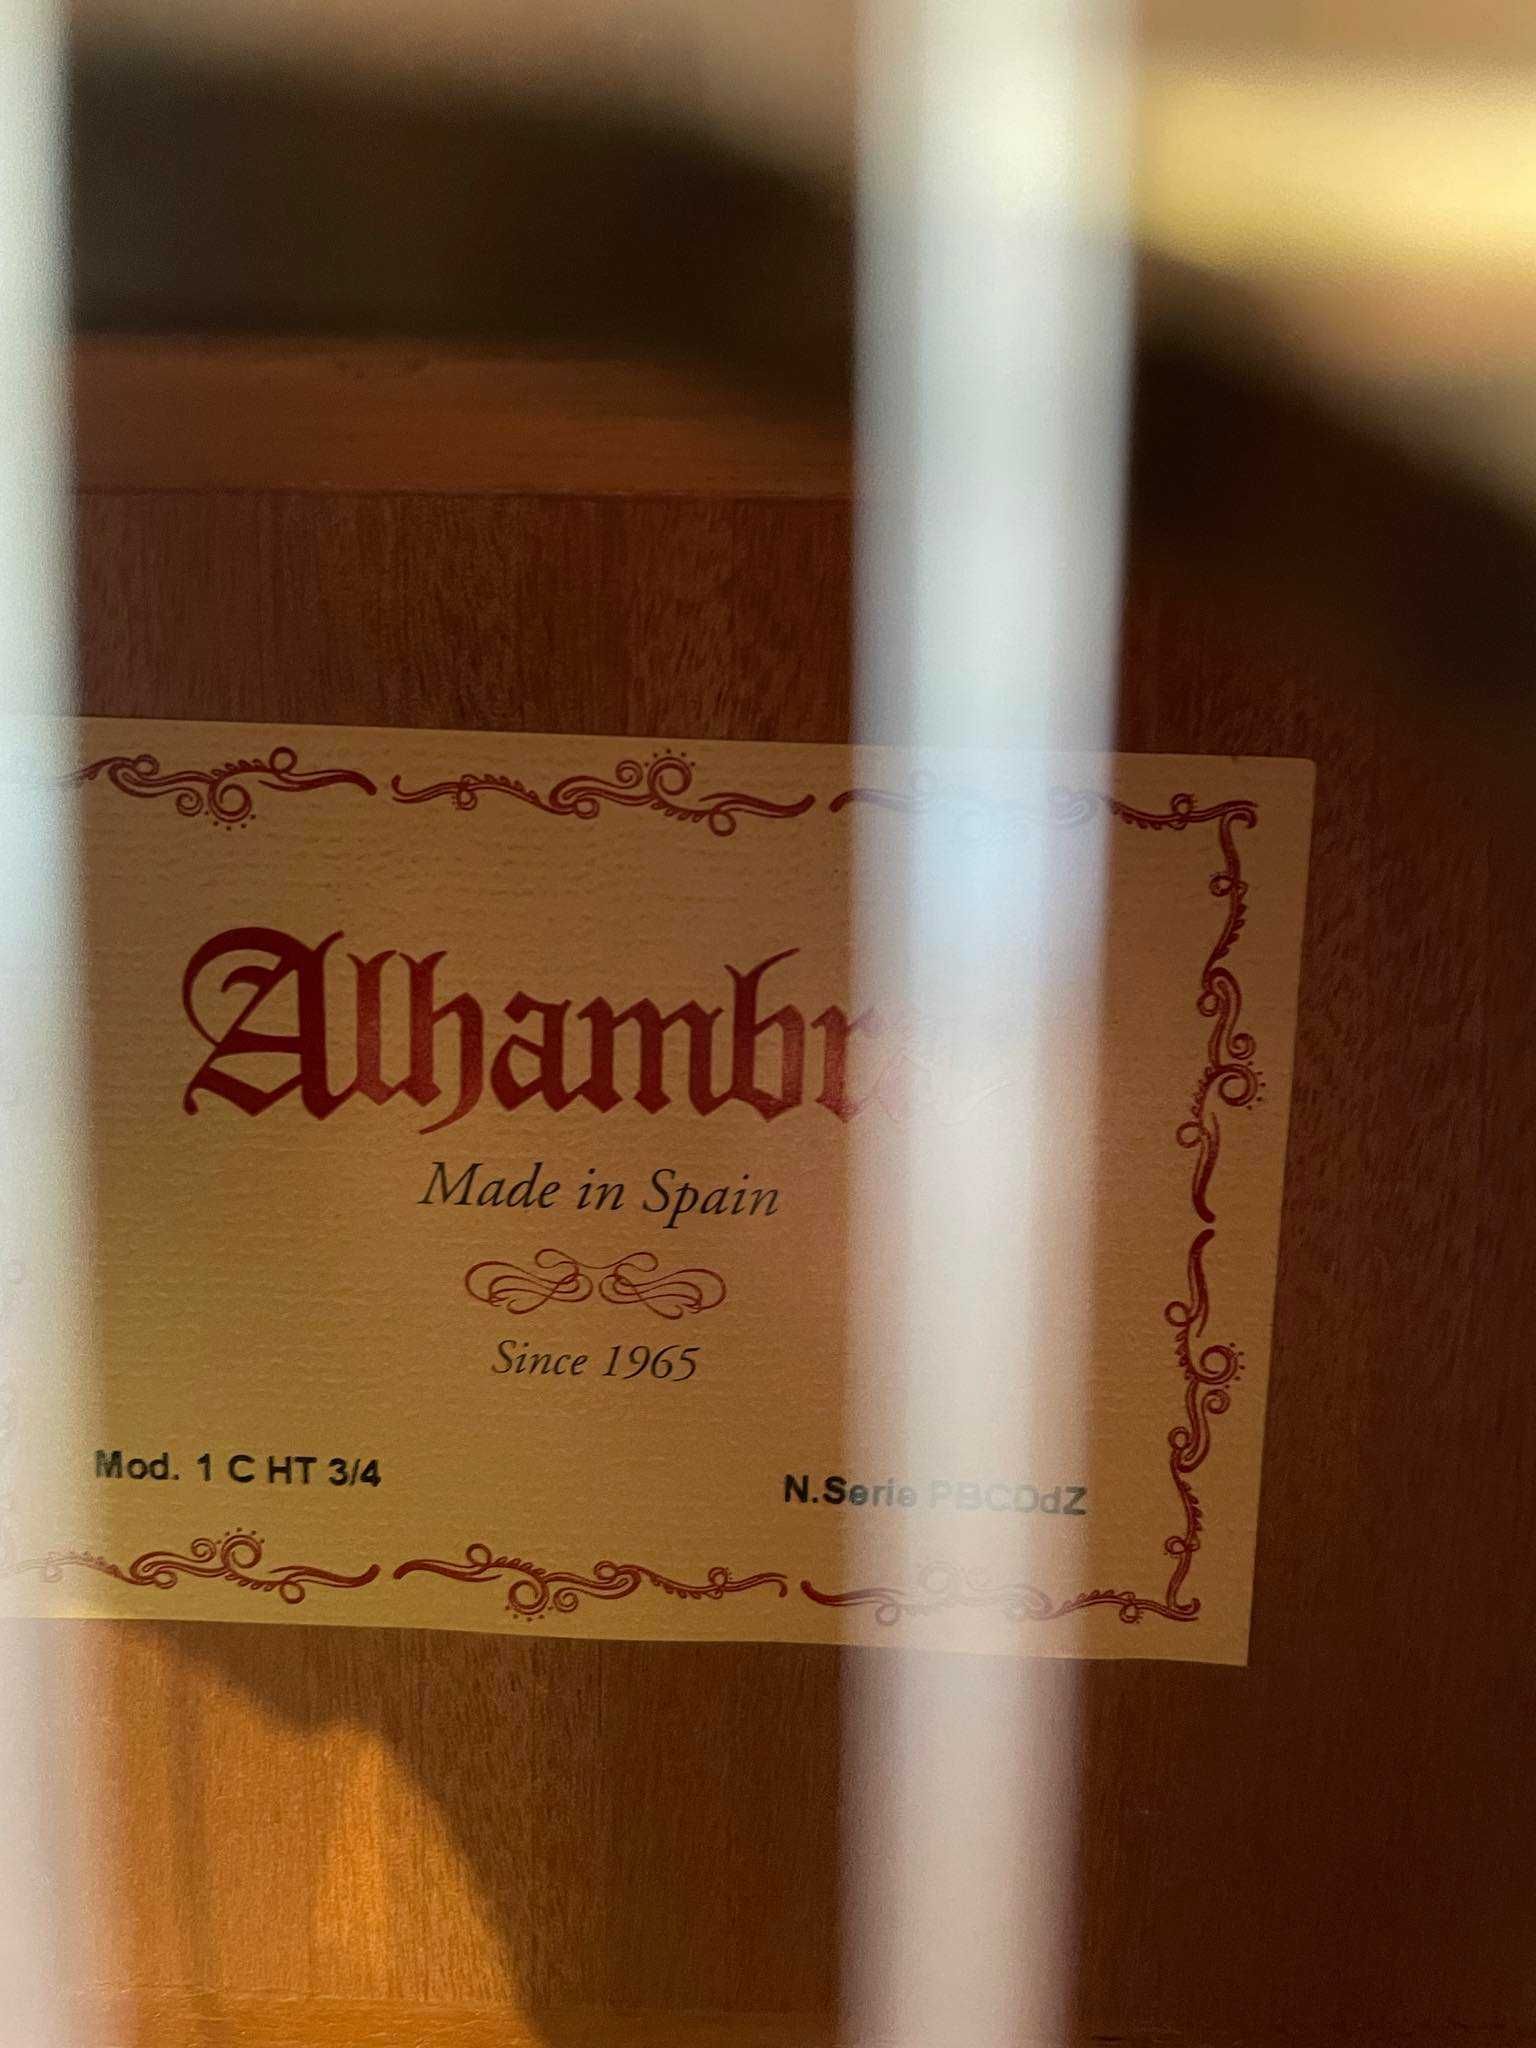 Alhambra
Made in Spain
Since 1965
Mod. 1 C HT 3/4
N.Serie PBCDdZ